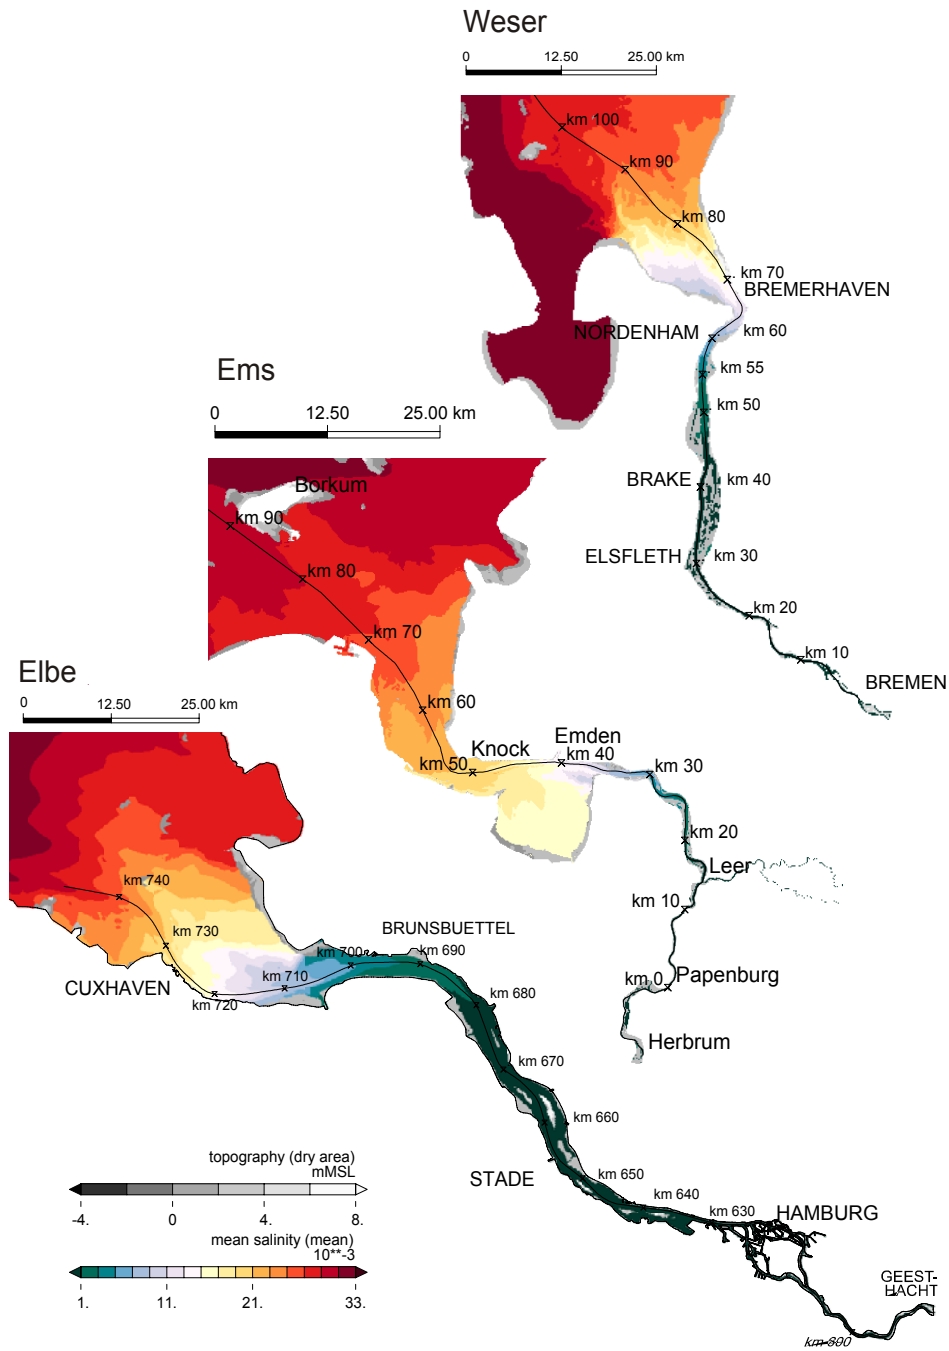 Weser
0 12.50 25.00 km
km 100
km 90
km 80
km 70
BREMERHAVEN
NORDENHAM
km 60
km 55
km 50
BRAKE
km 40
ELSFLETH
km 30
km 20
km 10
BREMEN
Ems
0 12.50 25.00 km
Borkum
km 90
km 80
km 70
km 60
Knock
km 50
Emden
km 40
km 30
km 20
Leer
km 10
km 0
Papenburg
Herbrum
Elbe
0 12.50 25.00 km
km 740
km 730
CUXHAVEN
km 720
km 710
km 700
BRUNSBUETTEL
km 690
km 680
km 670
km 660
STADE
km 650
km 640
km 630
HAMBURG
GEEST-
HACHT
topography (dry area)
mMSL
-4. 0 4. 8.
mean salinity (mean)
10**-3
1. 11. 21. 33.